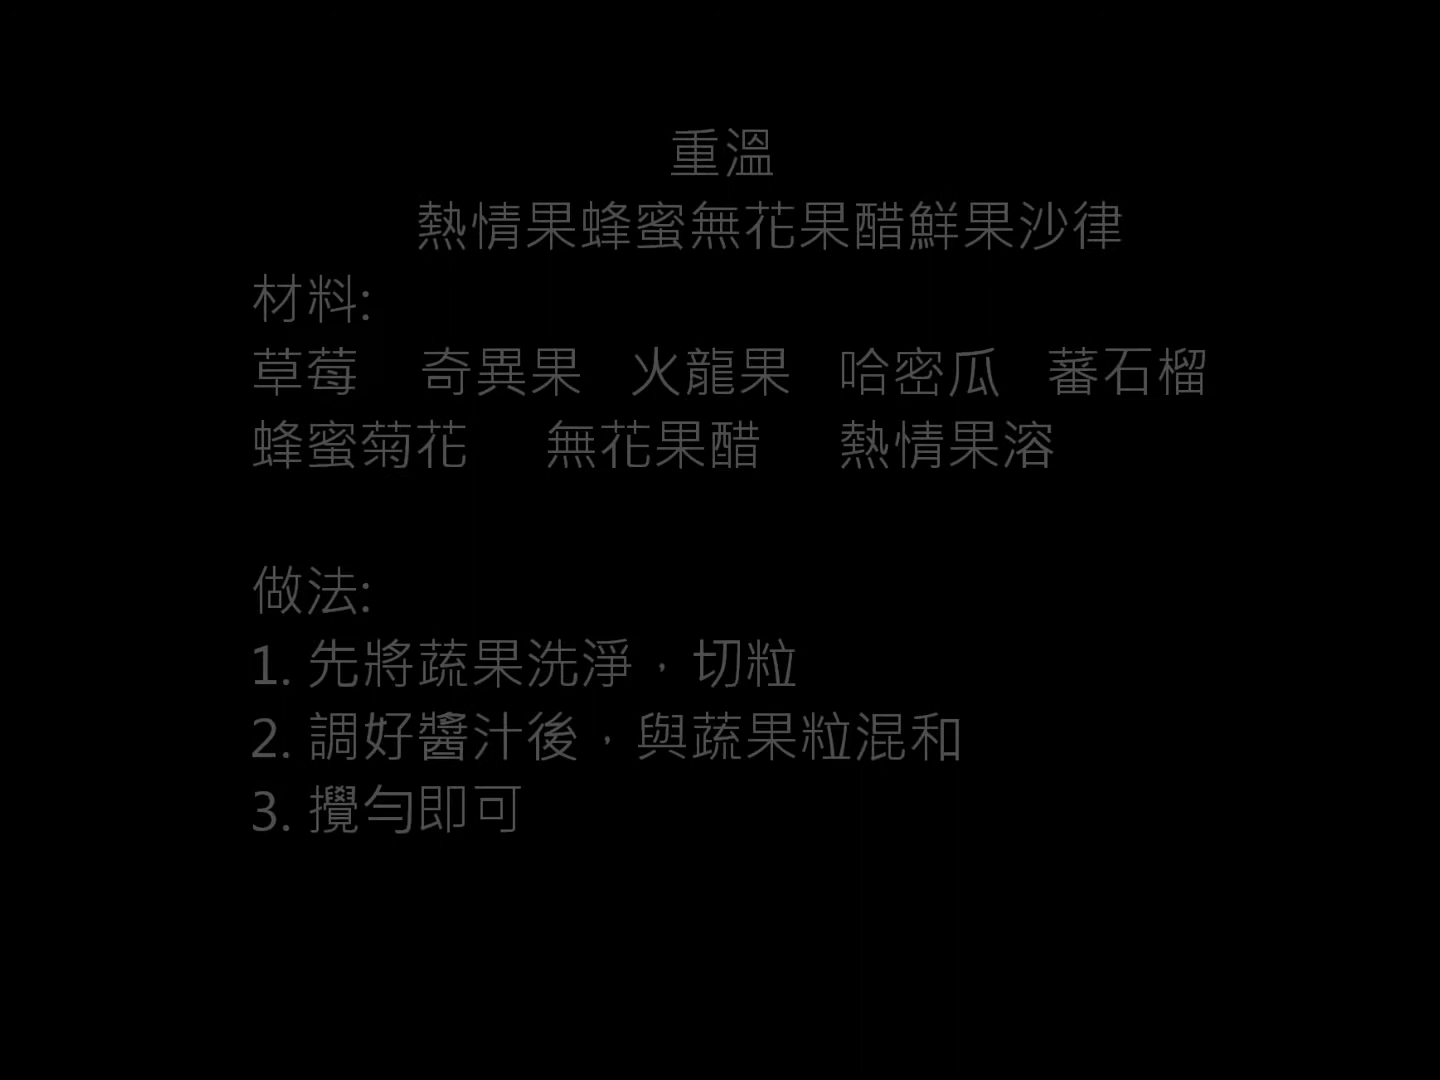 重溫
熱情果蜂蜜無花果醋鮮果沙律
材料:
草莓 奇異果 火龍果 哈密瓜 蕃石榴
蜂蜜菊花 無花果醋 熱情果溶
做法:
1. 先將蔬果洗淨，切粒
2. 調好醬汁後，與蔬果粒混和
3. 攪勻即可